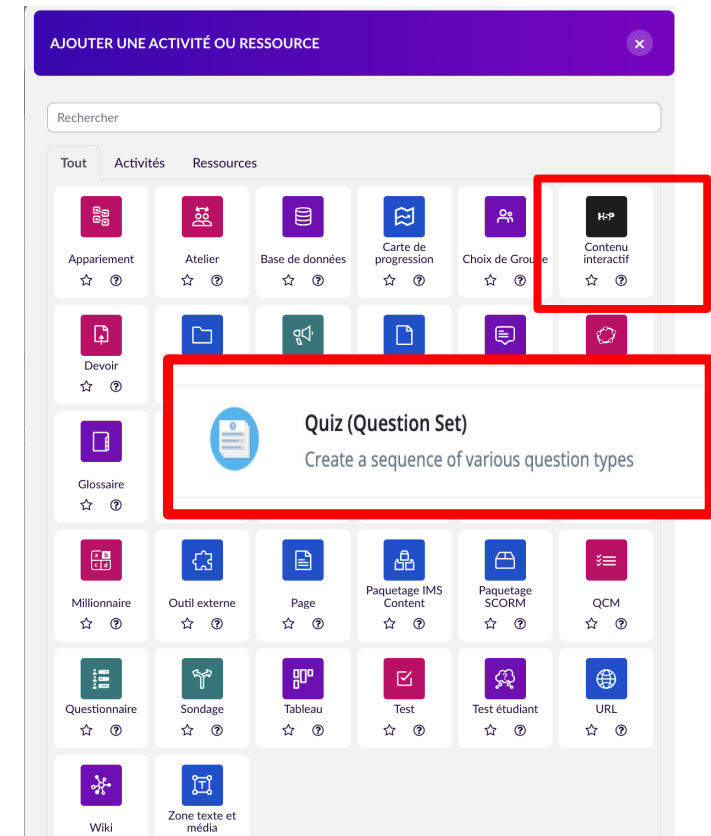 AJOUTER UNE ACTIVITÉ OU RESSOURCE
Rechercher
Tout Activités Ressources
H5P
Appariement Atelier Base de données Carte de progression Choix de Groupe Contenu interactif
Devoir
Quiz (Question Set)
Create a sequence of various question types
Glossaire
a b
c d
Millionnaire Outil externe Page Paquetage IMS Content Paquetage SCORM QCM
Questionnaire Sondage Tableau Test Test étudiant URL
Wiki Zone texte et média